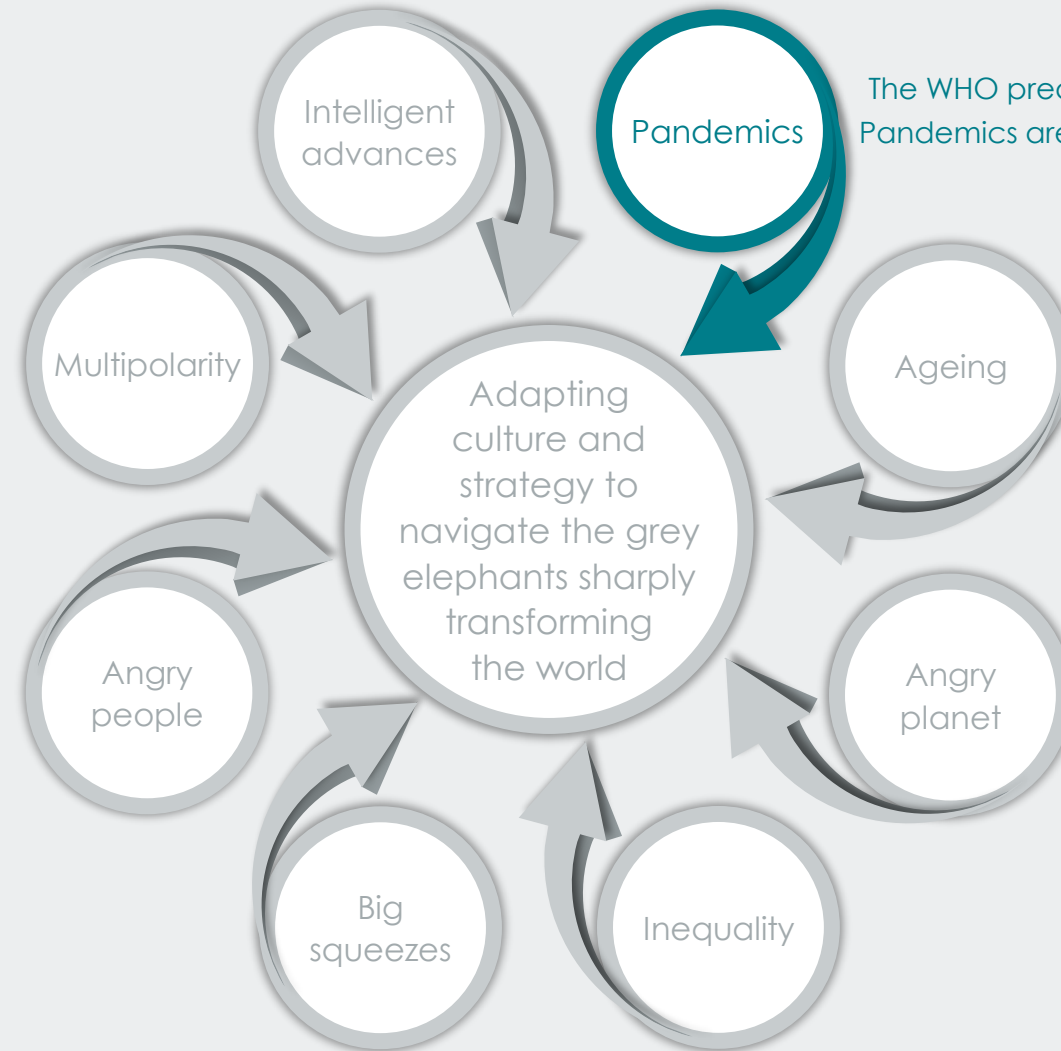 Intelligent
advances
Pandemics
The WHO
Pandemics are
Multipolarity
Ageing
Adapting
culture and
strategy to
navigate the grey
elephants sharply
transforming
the world
Angry
people
Angry
planet
Big
squeezes
Inequality